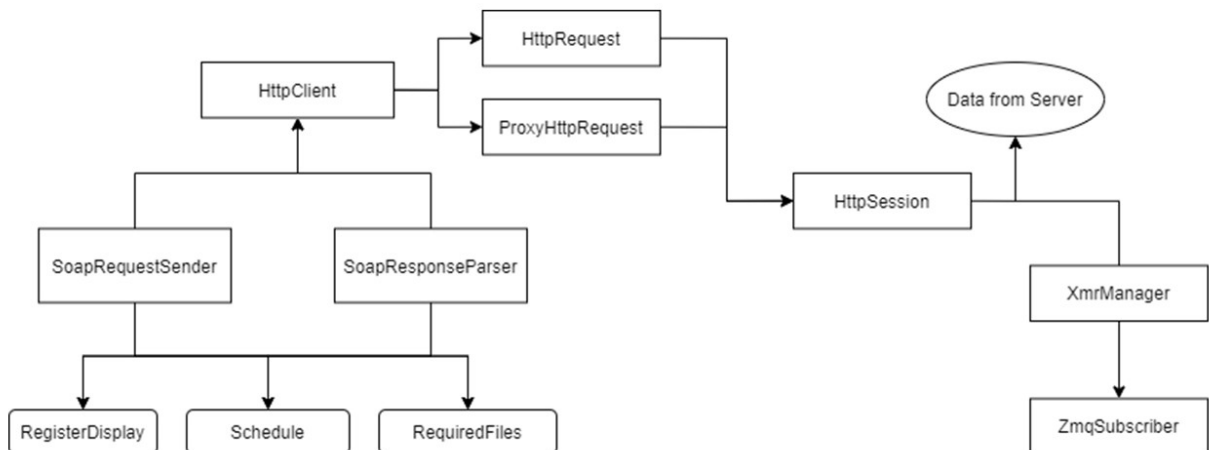 HttpRequest
HttpClient
Data from Server
ProxyHttpRequest
HttpSession
SoapRequestSender
SoapResponseParser
XmrManager
RegisterDisplay
Schedule
RequiredFiles
ZmqSubscriber